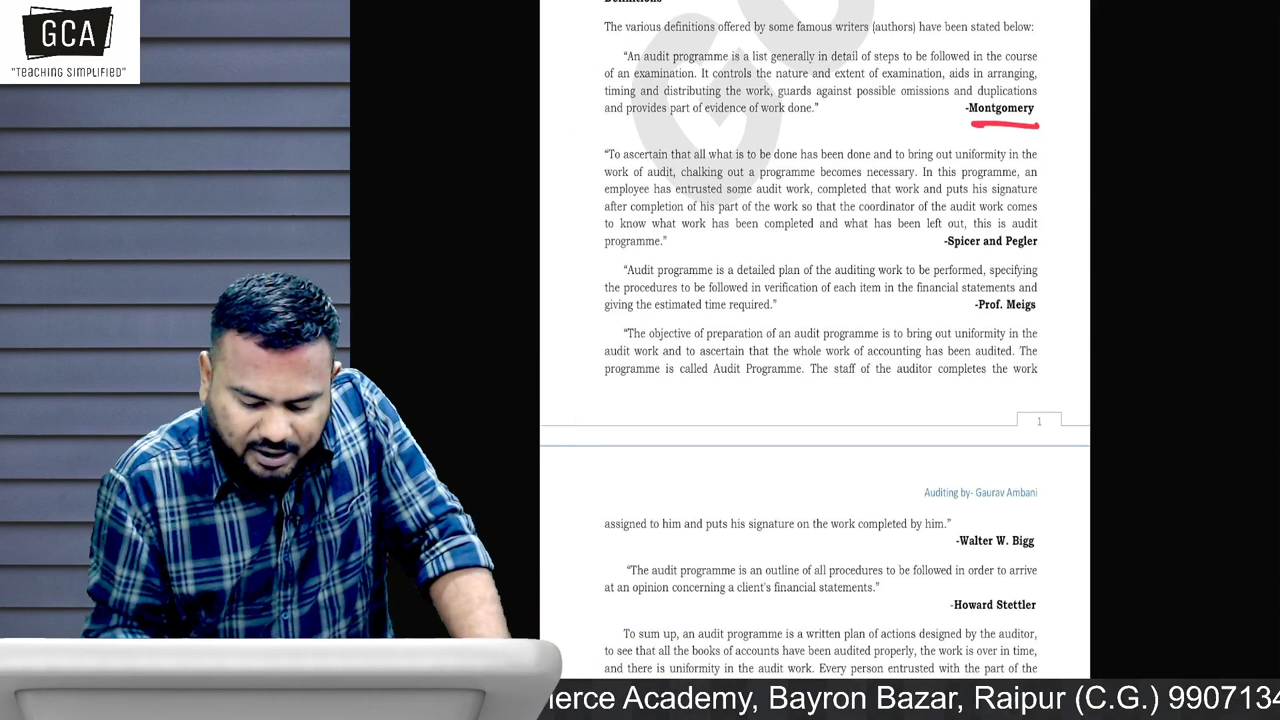 GCA
"TEACHING SIMPLIFIED"
The various definitions offered by some famous writers (authors) have been stated below:
“An audit programme is a list generally in detail of steps to be followed in the course
of an examination. It controls the nature and extent of examination, aids in arranging,
timing and distributing the work, guards against possible omissions and duplications
and provides part of evidence of work done.” -Montgomery
“To ascertain that all what is to be done has been done and to bring out uniformity in the
work of audit, chalking out a programme becomes necessary. In this programme, an
employee has entrusted some audit work, completed that work and puts his signature
after completion of his part of the work so that the coordinator of the audit work comes
to know what work has been completed and what has been left out, this is audit
programme.” -Spicer and Pegler
“Audit programme is a detailed plan of the auditing work to be performed, specifying
the procedures to be followed in verification of each item in the financial statements and
giving the estimated time required.” -Prof. Meigs
“The objective of preparation of an audit programme is to bring out uniformity in the
audit work and to ascertain that the whole work of accounting has been audited. The
programme is called Audit Programme. The staff of the auditor completes the work
1
Auditing by- Gaurav Ambani
assigned to him and puts his signature on the work completed by him.”
-Walter W. Bigg
“The audit programme is an outline of all procedures to be followed in order to arrive
at an opinion concerning a client's financial statements.”
-Howard Stettler
To sum up, an audit programme is a written plan of actions designed by the auditor,
to see that all the books of accounts have been audited properly, the work is over in time,
and there is uniformity in the audit work. Every person entrusted with the part of the
erce Academy, Bayron Bazar, Raipur (C.G.) 9907134